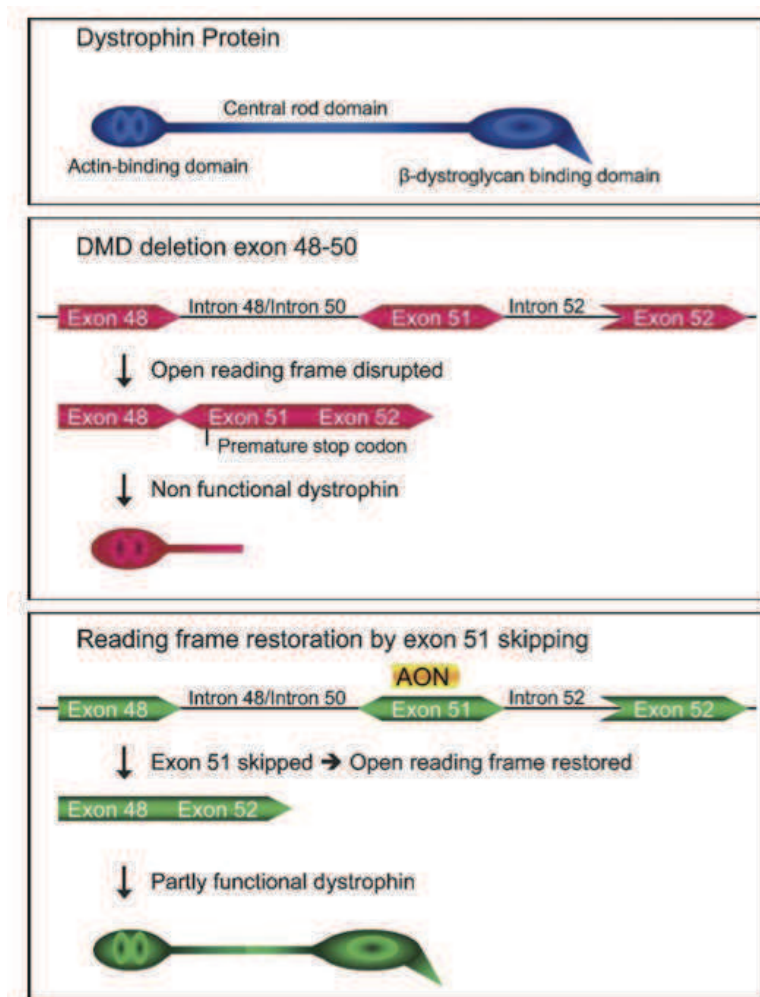 Dystrophin Protein
Central rod domain
Actin-binding domain
β-dystroglycan binding domain
DMD deletion exon 48-50
Exon 48 Intron 48/Intron 50 Exon 51 Intron 52 Exon 52
Open reading frame disrupted
Exon 48 Exon 51 Exon 52
Premature stop codon
Non functional dystrophin
Reading frame restoration by exon 51 skipping
AON
Exon 48 Intron 48/Intron 50 Exon 51 Intron 52 Exon 52
Exon 51 skipped ➔ Open reading frame restored
Exon 48 Exon 52
Partly functional dystrophin